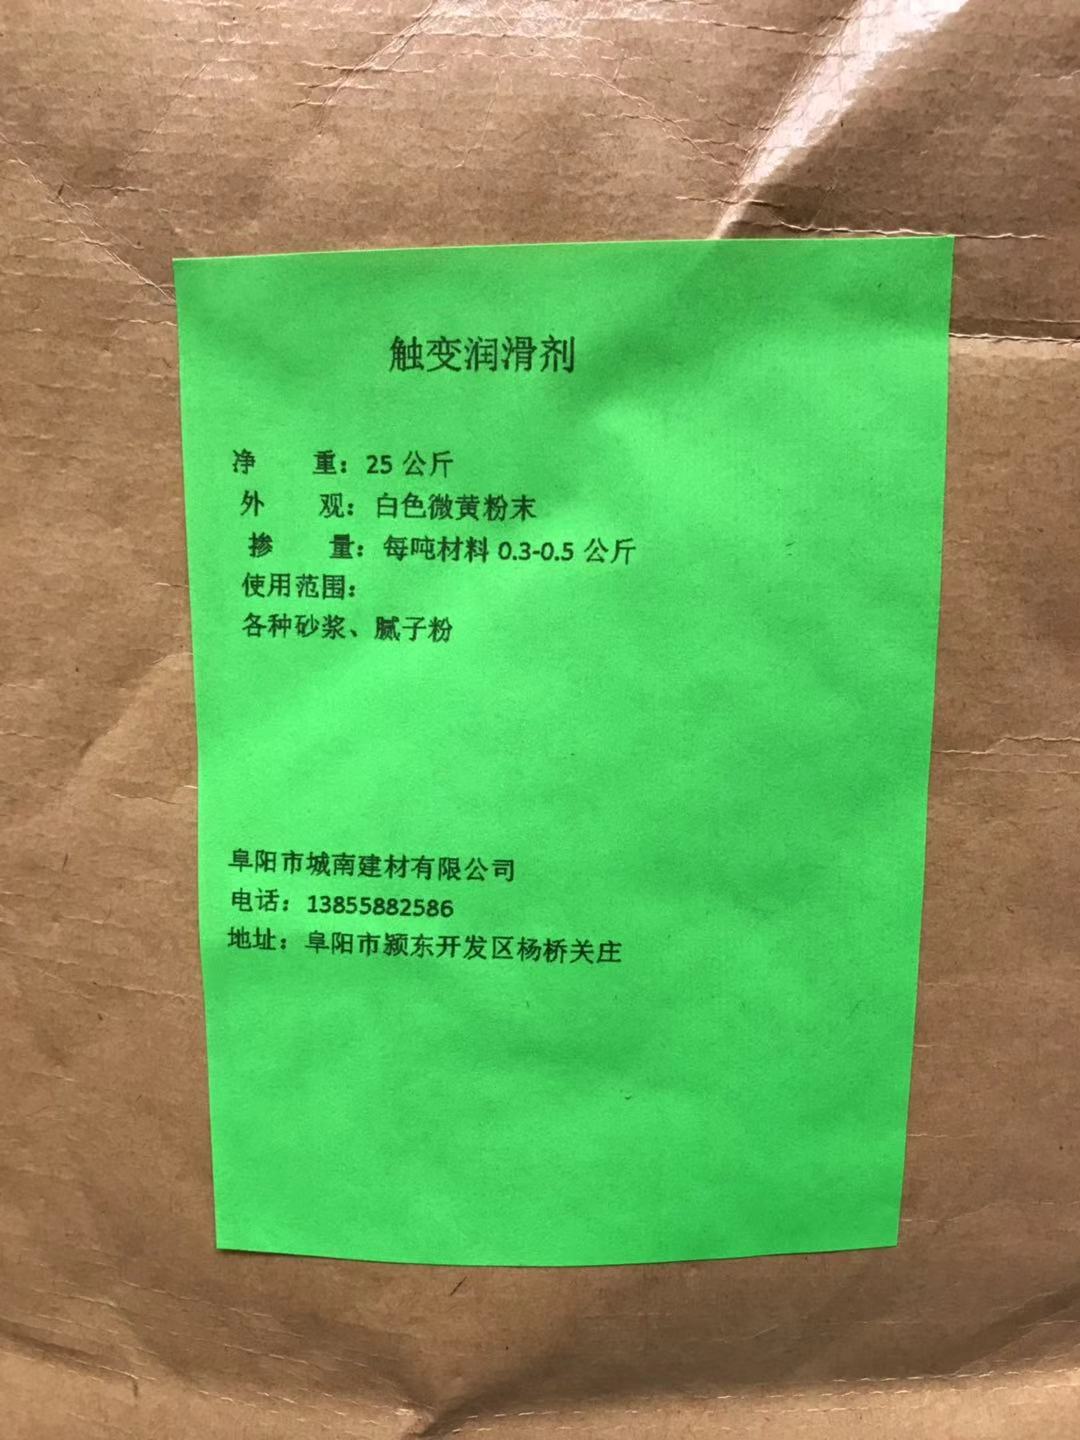 触变润滑剂
净 重：25 公斤
外 观：白色微黄粉末
掺 量：每吨材料 0.3-0.5 公斤
使用范围：
各种砂浆、腻子粉
阜阳市城南建材有限公司
电话：13855882586
地址：阜阳市颍东开发区杨桥关庄